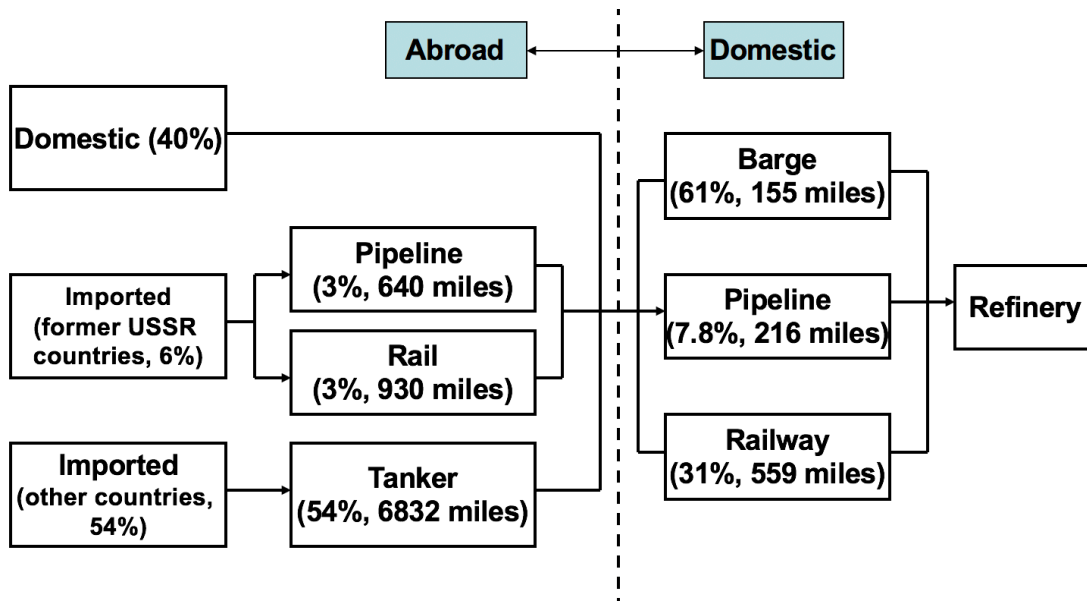 Abroad
Domestic
Domestic (40%)
Imported
(former USSR
countries, 6%)
Imported
(other countries,
54%)
Pipeline
(3%, 640 miles)
Rail
(3%, 930 miles)
Tanker
(54%, 6832 miles)
Barge
(61%, 155 miles)
Pipeline
(7.8%, 216 miles)
Railway
(31%, 559 miles)
Refinery